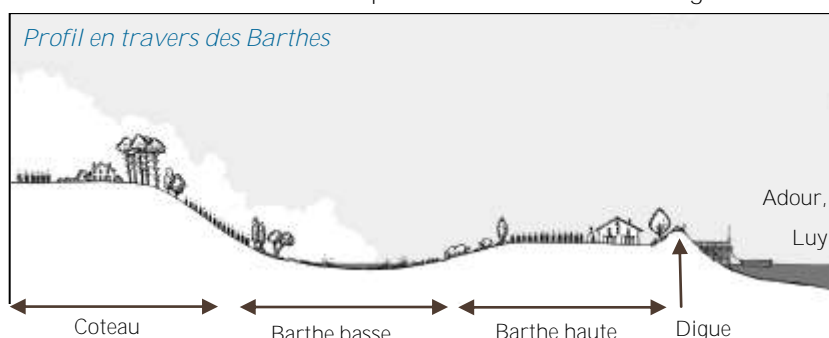 Profil en travers des Barthes
Adour,
Luy
Coteau
Barthe basse
Barthe haute
Digue